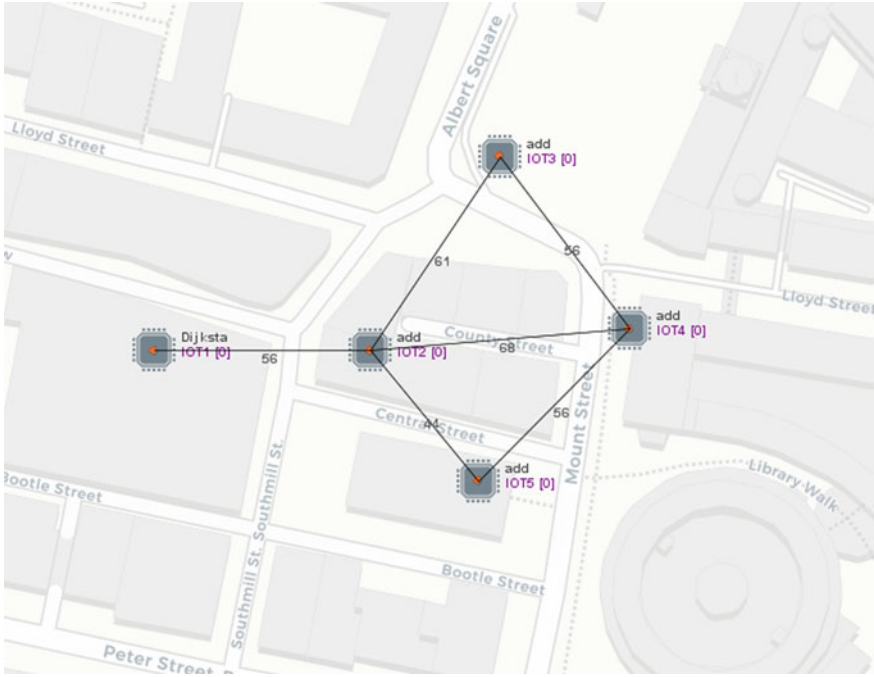 Albert Square
Lloyd Street
add
IOT3 [0]
56
61
w
Lloyd Street
add
IOT4 [0]
Dijksta
IOT1 [0]
56
add
IOT2 [0]
County Street
68
56
Central Street
44
Mount Street
add
IOT5 [0]
Library Walk
Bootle Street
Southmill St.
Southmill St.
Bootle Street
Peter Street